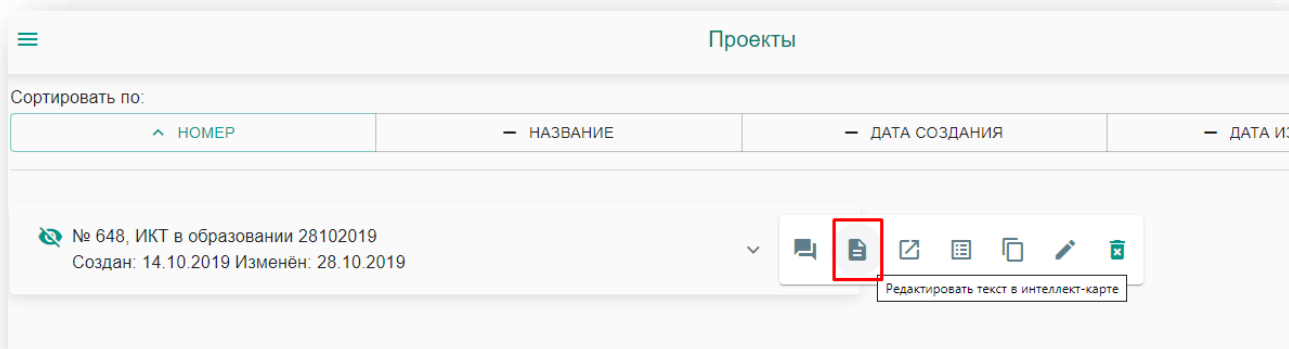 Проекты
Сортировать по:
НОМЕР
НАЗВАНИЕ
ДАТА СОЗДАНИЯ
ДАТА
№ 648, ИКТ в образовании 28102019
Создан: 14.10.2019 Изменён: 28.10.2019
Редактировать текст в интеллект-карте